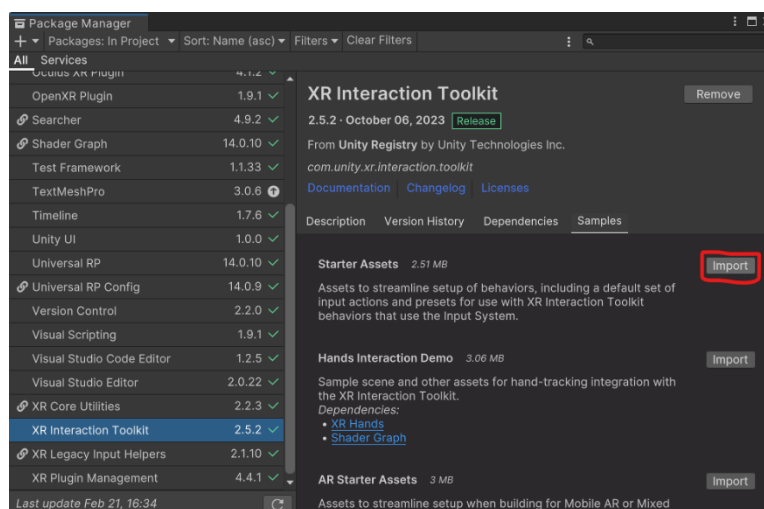 Package Manager
Packages: In Project Sort: Name (asc) Filters Clear Filters
All Services
Oculus XR Plugin 4.1.2
OpenXR Plugin 1.9.1
Searcher 4.9.2
Shader Graph 14.0.10
Test Framework 1.1.33
TextMeshPro 3.0.6
Timeline 1.7.6
Unity UI 1.0.0
Universal RP 14.0.10
Universal RP Config 14.0.9
Version Control 2.2.0
Visual Scripting 1.9.1
Visual Studio Code Editor 1.2.5
Visual Studio Editor 2.0.22
XR Core Utilities 2.2.3
XR Interaction Toolkit 2.5.2
XR Legacy Input Helpers 2.1.10
XR Plugin Management 4.4.1
Last update Feb 21, 16:34
XR Interaction Toolkit Remove
2.5.2 · October 06, 2023 Release
From Unity Registry by Unity Technologies Inc.
com.unity.xr.interaction.toolkit
Documentation Changelog Licenses
Description Version History Dependencies Samples
Starter Assets 2.51 MB Import
Assets to streamline setup of behaviors, including a default set of
input actions and presets for use with XR Interaction Toolkit
behaviors that use the Input System.
Hands Interaction Demo 3.06 MB Import
Sample scene and other assets for hand-tracking integration with
the XR Interaction Toolkit.
Dependencies:
• XR Hands
• Shader Graph
AR Starter Assets 3 MB Import
Assets to streamline setup when building for Mobile AR or Mixed